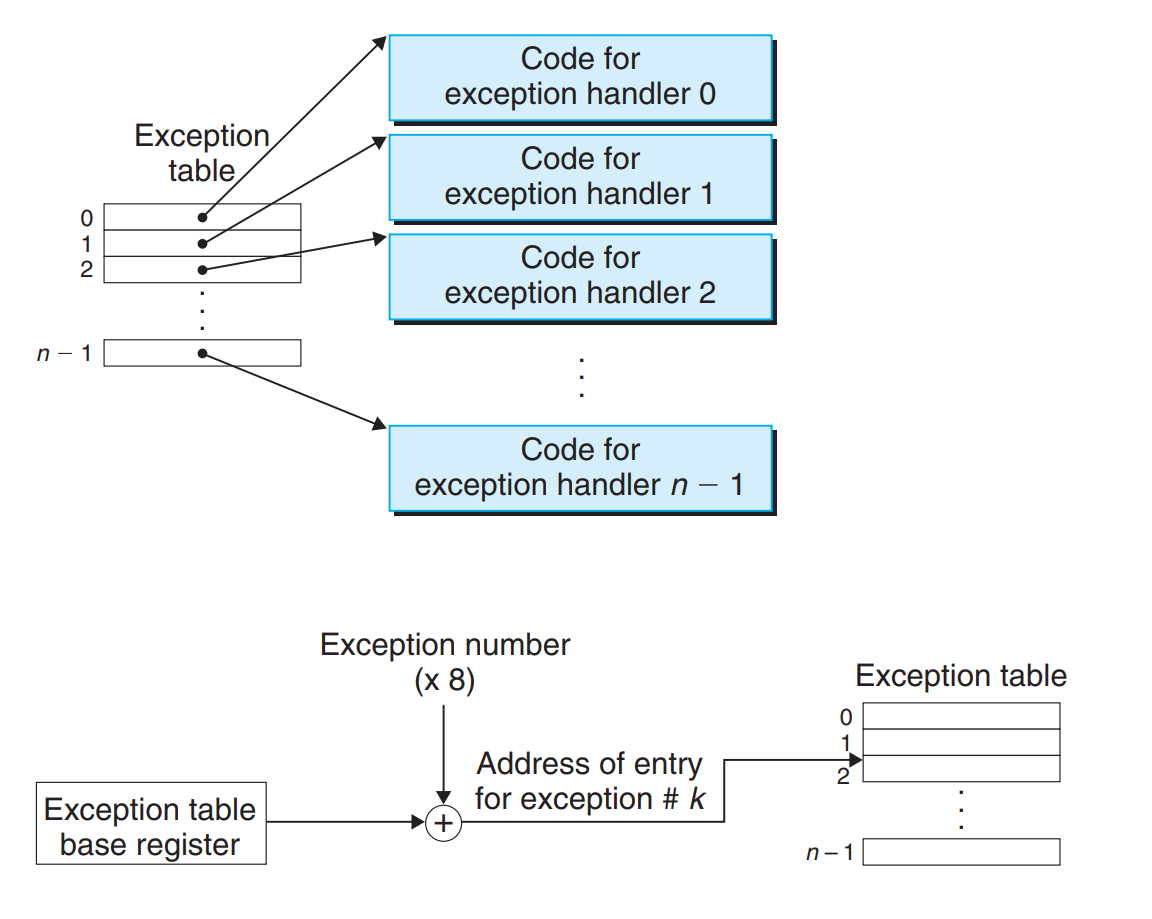 Code for
exception handler 0
Exception
table
Code for
exception handler 1
0
1
2
Code for
exception handler 2
n − 1
Code for
exception handler n − 1
Exception number
(x 8)
Exception table
0
1
2
Address of entry
for exception # k
Exception table
base register
+
n – 1